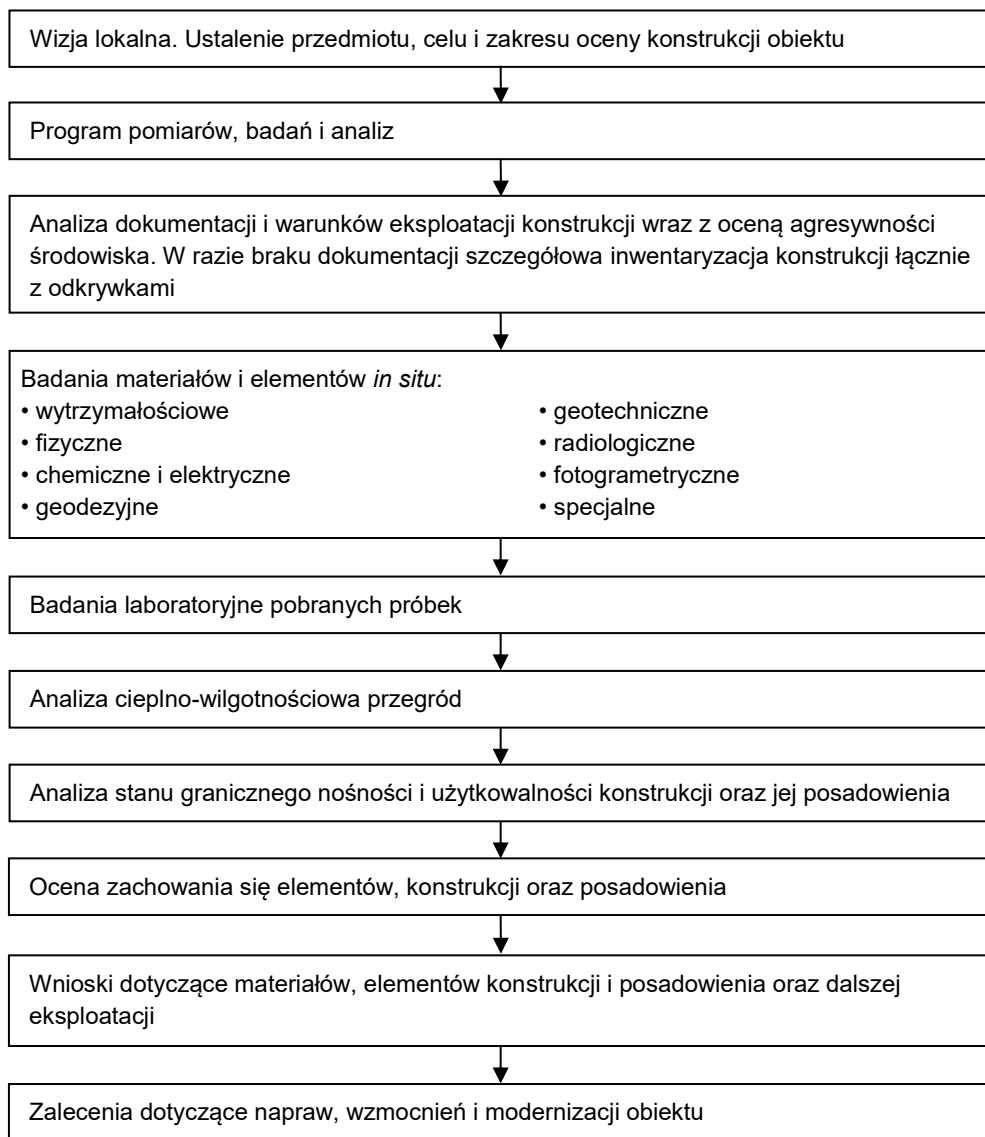 Wizja lokalna. Ustalenie przedmiotu, celu i zakresu oceny konstrukcji obiektu
Program pomiarów, badań i analiz
Analiza dokumentacji i warunków eksploatacji konstrukcji wraz z oceną agresywności
środowiska. W razie braku dokumentacji szczegółowa inwentaryzacja konstrukcji łącznie
z odkrywkami
Badania materiałów i elementów in situ:
• wytrzymałościowe
• fizyczne
• chemiczne i elektryczne
• geodezyjne
• geotechniczne
• radiologiczne
• fotogrametryczne
• specjalne
Badania laboratoryjne pobranych próbek
Analiza cieplno-wilgotnościowa przegród
Analiza stanu granicznego nośności i użytkowalności konstrukcji oraz jej posadowienia
Ocena zachowania się elementów, konstrukcji oraz posadowienia
Wnioski dotyczące materiałów, elementów konstrukcji i posadowienia oraz dalszej
eksploatacji
Zalecenia dotyczące napraw, wzmocnień i modernizacji obiektu